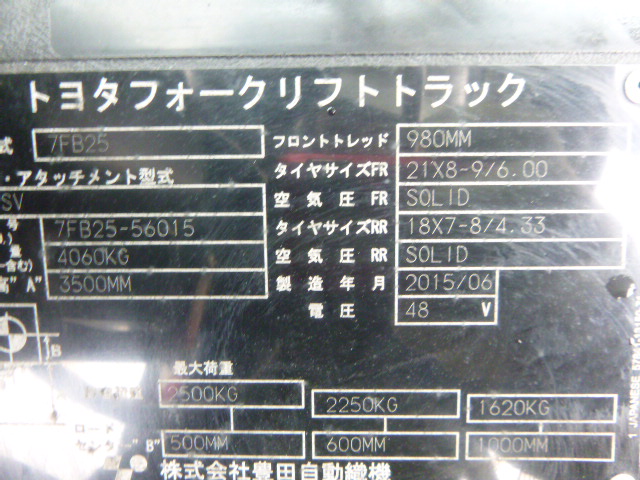 トヨタフォークリフトトラック
式 7FB25 フロントトレッド 980MM
・アタッチメント型式 タイヤサイズFR 21X8-9/6.00
SV 空気圧 FR SOLID
号 7FB25-56015 タイヤサイズRR 18X7-8/4.33
量 4060KG 空気圧 RR SOLID
高" A" 3500MM 製造年月 2015/06
電圧 48 V
B
最大荷重
2500KG 2250KG 1620KG
ロード
センタ "B" 500MM 600MM 1000MM
株式会社豊田自動織機